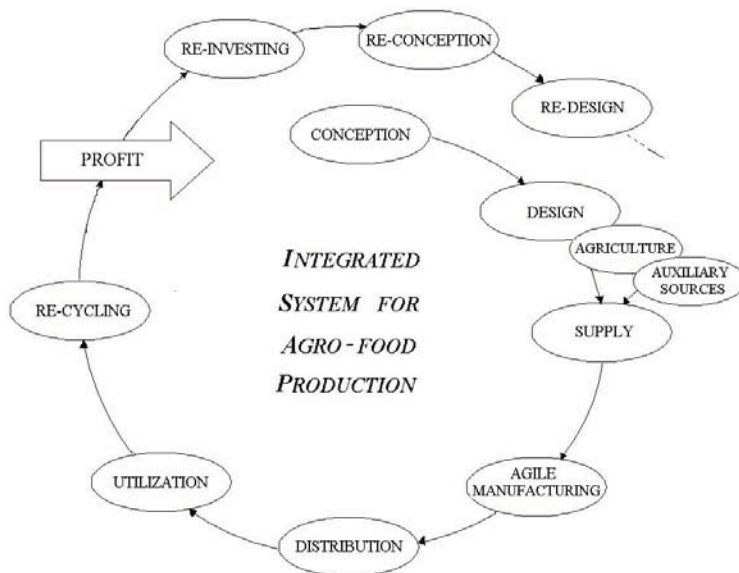 RE-INVESTING
RE-CONCEPTION
RE-DESIGN
CONCEPTION
PROFIT
DESIGN
AGRICULTURE
AUXILIARY
SOURCES
INTEGRATED
SYSTEM FOR
AGRO-FOOD
PRODUCTION
RE-CYCLING
SUPPLY
UTILIZATION
AGILE
MANUFACTURING
DISTRIBUTION